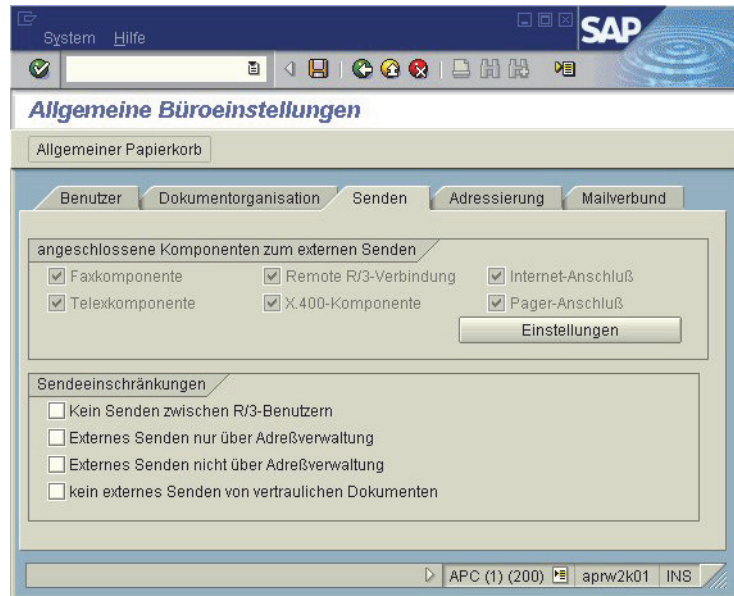 System Hilfe
SAP
Allgemeine Büroeinstellungen
Allgemeiner Papierkorb
Benutzer Dokumentorganisation Senden Adressierung Mailverbund
angeschlossene Komponenten zum externen Senden
Faxkomponente Remote R/3-Verbindung Internet-Anschluß
Telexkomponente X.400-Komponente Pager-Anschluß
Einstellungen
Sendeeinschränkungen
Kein Senden zwischen R/3-Benutzern
Externes Senden nur über Adreßverwaltung
Externes Senden nicht über Adreßverwaltung
kein externes Senden von vertraulichen Dokumenten
APC (1) (200) aprw2k01 INS